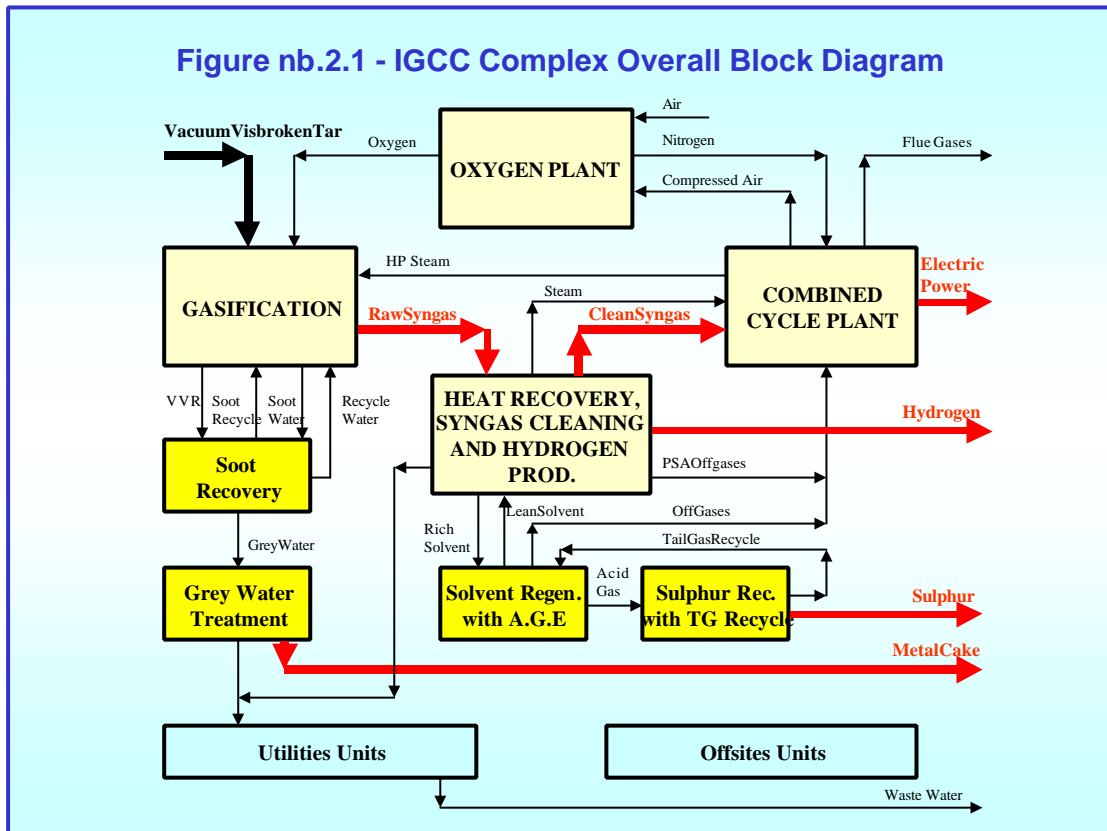 Figure nb.2.1 - IGCC Complex Overall Block Diagram
Air
VacuumVisbrokenTar
Oxygen
OXYGEN PLANT
Nitrogen
Flue Gases
Compressed Air
HP Steam
Electric
Power
GASIFICATION
Steam
COMBINED
CYCLE PLANT
RawSyngas
CleanSyngas
VVR
Soot
Recycle
Soot
Water
Recycle
Water
HEAT RECOVERY,
SYNGAS CLEANING
AND HYDROGEN
PROD.
Hydrogen
Soot
Recovery
PSAOffgases
LeanSolvent
OffGases
Rich
Solvent
TailGasRecycle
GreyWater
Grey Water
Treatment
Solvent Regen.
with A.G.E
Acid
Gas
Sulphur Rec.
with TG Recycle
Sulphur
MetalCake
Utilities Units
Offsites Units
Waste Water